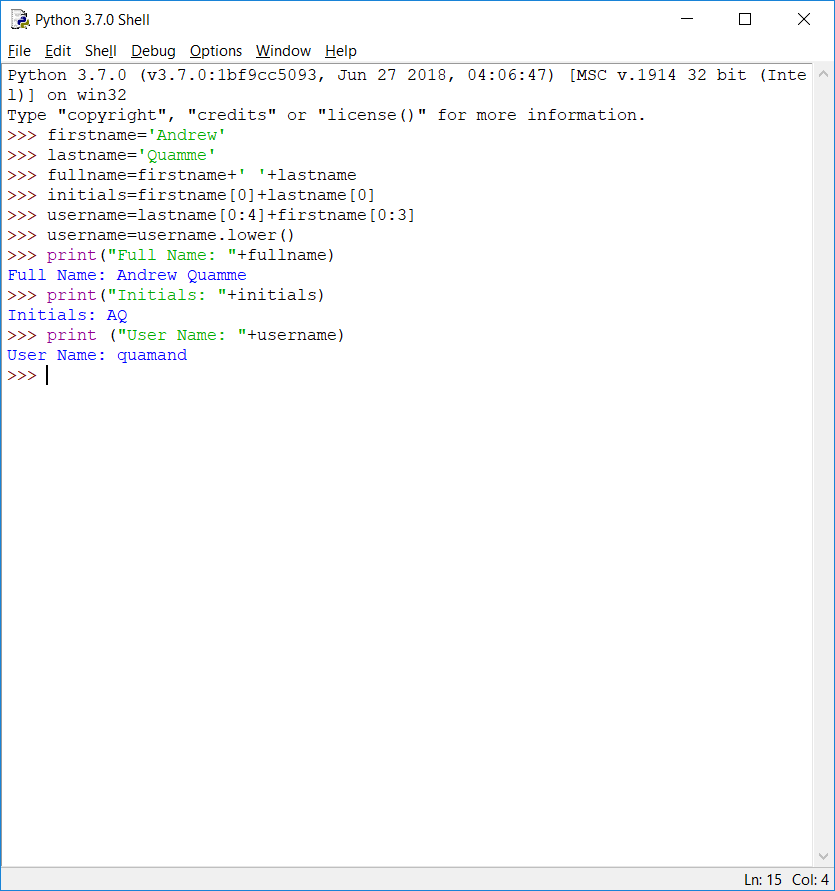 Python 3.7.0 Shell
File Edit Shell Debug Options Window Help
Python 3.7.0 (v3.7.0:1bf9cc5093, Jun 27 2018, 04:06:47) [MSC v.1914 32 bit (Inte
l)] on win32
Type "copyright", "credits" or "license()" for more information.
>>> firstname='Andrew'
>>> lastname='Quamme'
>>> fullname=firstname+' '+lastname
>>> initials=firstname[0]+lastname[0]
>>> username=lastname[0:4]+firstname[0:3]
>>> username=username.lower()
>>> print("Full Name: "+fullname)
Full Name: Andrew Quamme
>>> print("Initials: "+initials)
Initials: AQ
>>> print ("User Name: "+username)
User Name: quamand
>>>
Ln: 15 Col: 4